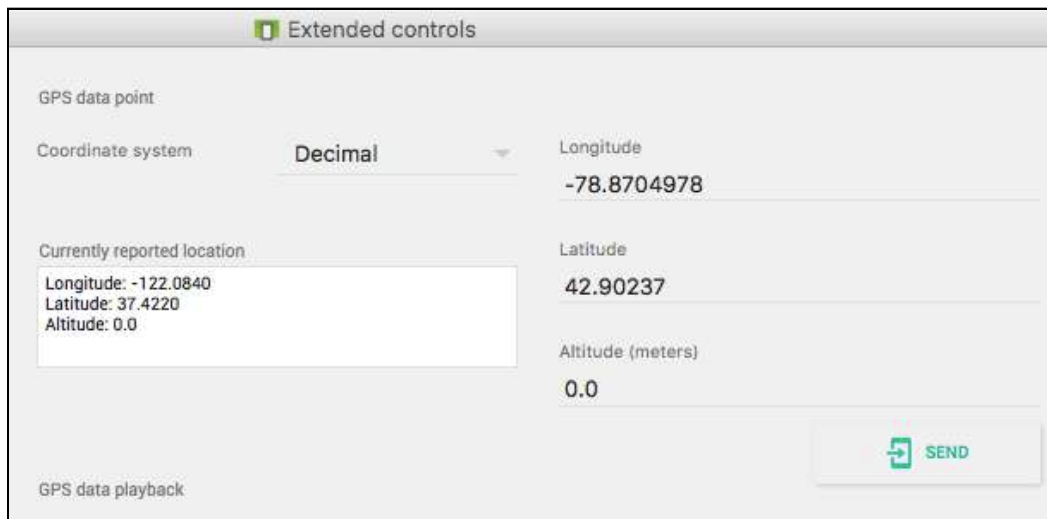 Extended controls
GPS data point
Coordinate system
Decimal
Longitude
-78.8704978
Currently reported location
Longitude: -122.0840
Latitude: 37.4220
Altitude: 0.0
Latitude
42.90237
Altitude (meters)
0.0
SEND
GPS data playback